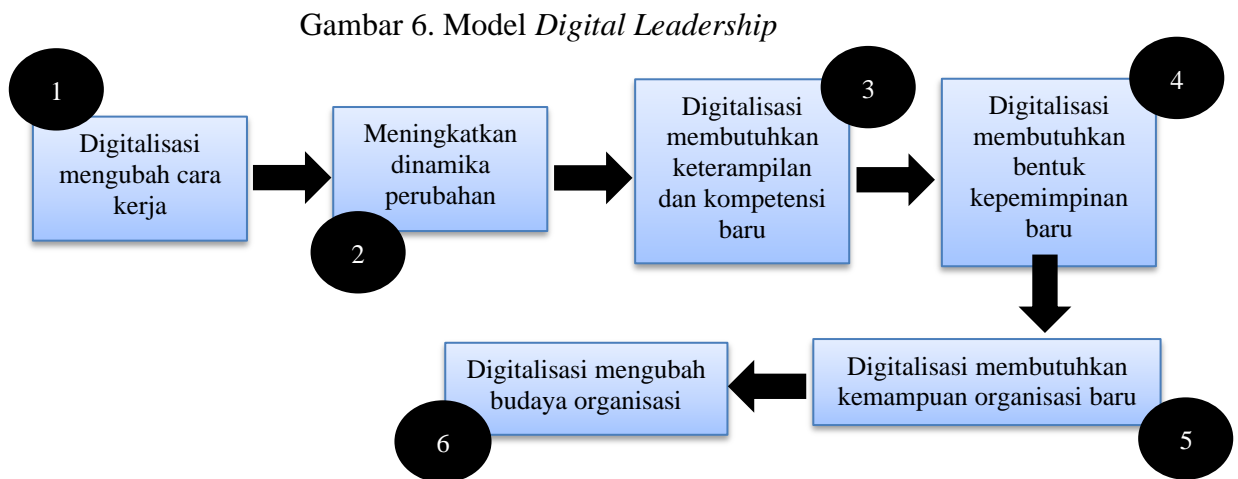 Gambar 6. Model Digital Leadership
1
Digitalisasi
mengubah cara
kerja
2
Meningkatkan
dinamika
perubahan
3
Digitalisasi
membutuhkan
keterampilan
dan kompetensi
baru
4
Digitalisasi
membutuhkan
bentuk
kepemimpinan
baru
5
Digitalisasi membutuhkan
kemampuan organisasi baru
6
Digitalisasi mengubah
budaya organisasi